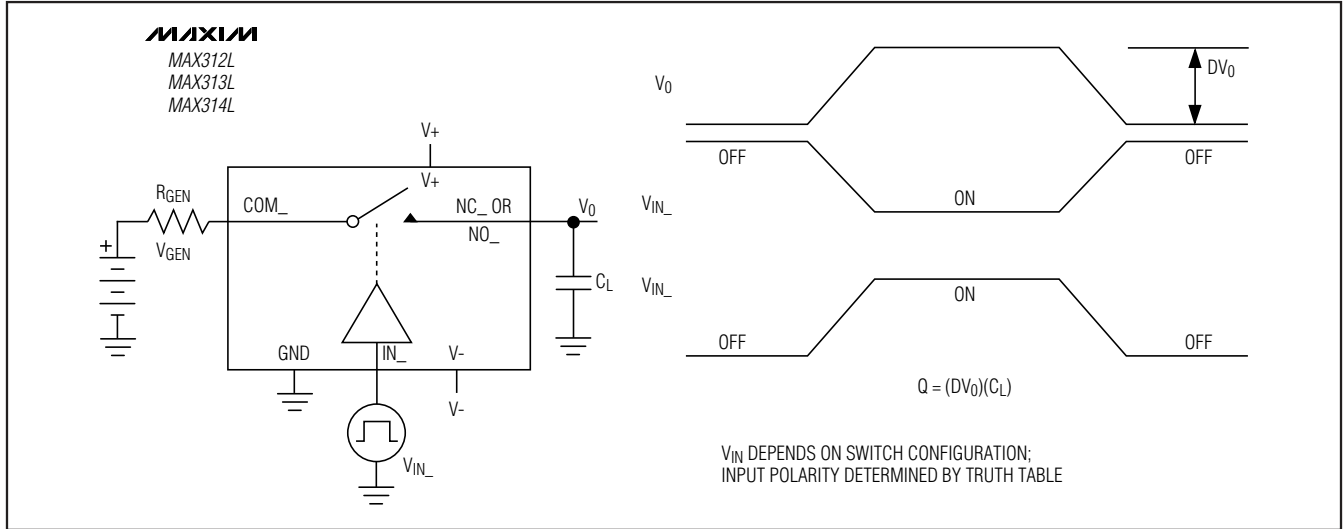 MAXIM
MAX312L
MAX313L
MAX314L
V+
V+
RGEN
VGEN
COM_
NC_ OR
NO_
V0
+
CL
GND
IN_
V-
V-
VIN_
V0
DV0
OFF
OFF
VIN_
ON
VIN_
ON
OFF
OFF
Q = (DV0)(CL)
VIN DEPENDS ON SWITCH CONFIGURATION;
INPUT POLARITY DETERMINED BY TRUTH TABLE